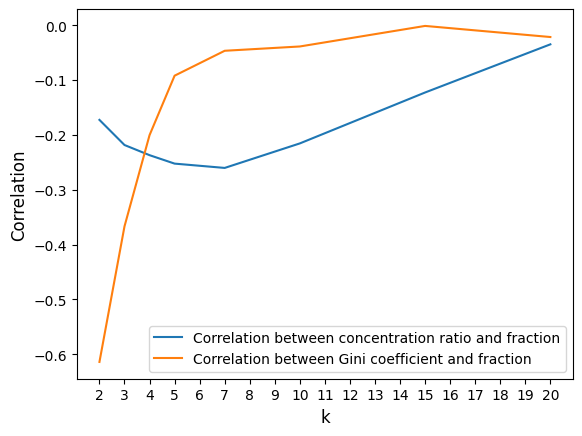 0.0
−0.1
−0.2
−0.3
−0.4
−0.5
−0.6
Correlation
Correlation between concentration ratio and fraction
Correlation between Gini coefficient and fraction
2 3 4 5 6 7 8 9 10 11 12 13 14 15 16 17 18 19 20
k